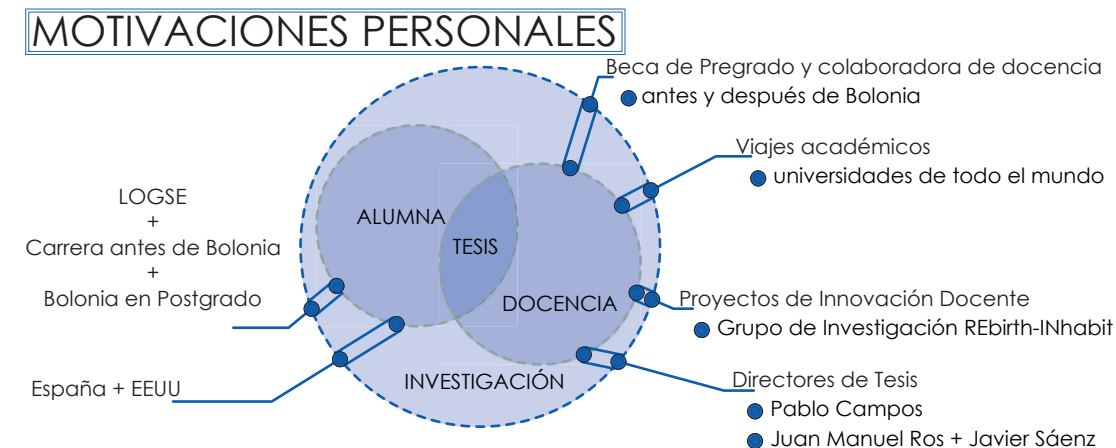 MOTIVACIONES PERSONALES
Beca de Pregrado y colaboradora de docencia
antes y después de Bolonia
Viajes académicos
universidades de todo el mundo
LOGSE
+
Carrera antes de Bolonia
+
Bolonia en Postgrado
ALUMNA
TESIS
DOCENCIA
INVESTIGACIÓN
Proyectos de Innovación Docente
Grupo de Investigación REbirth-INhabit
España + EEUU
Directores de Tesis
Pablo Campos
Juan Manuel Ros + Javier Sáenz